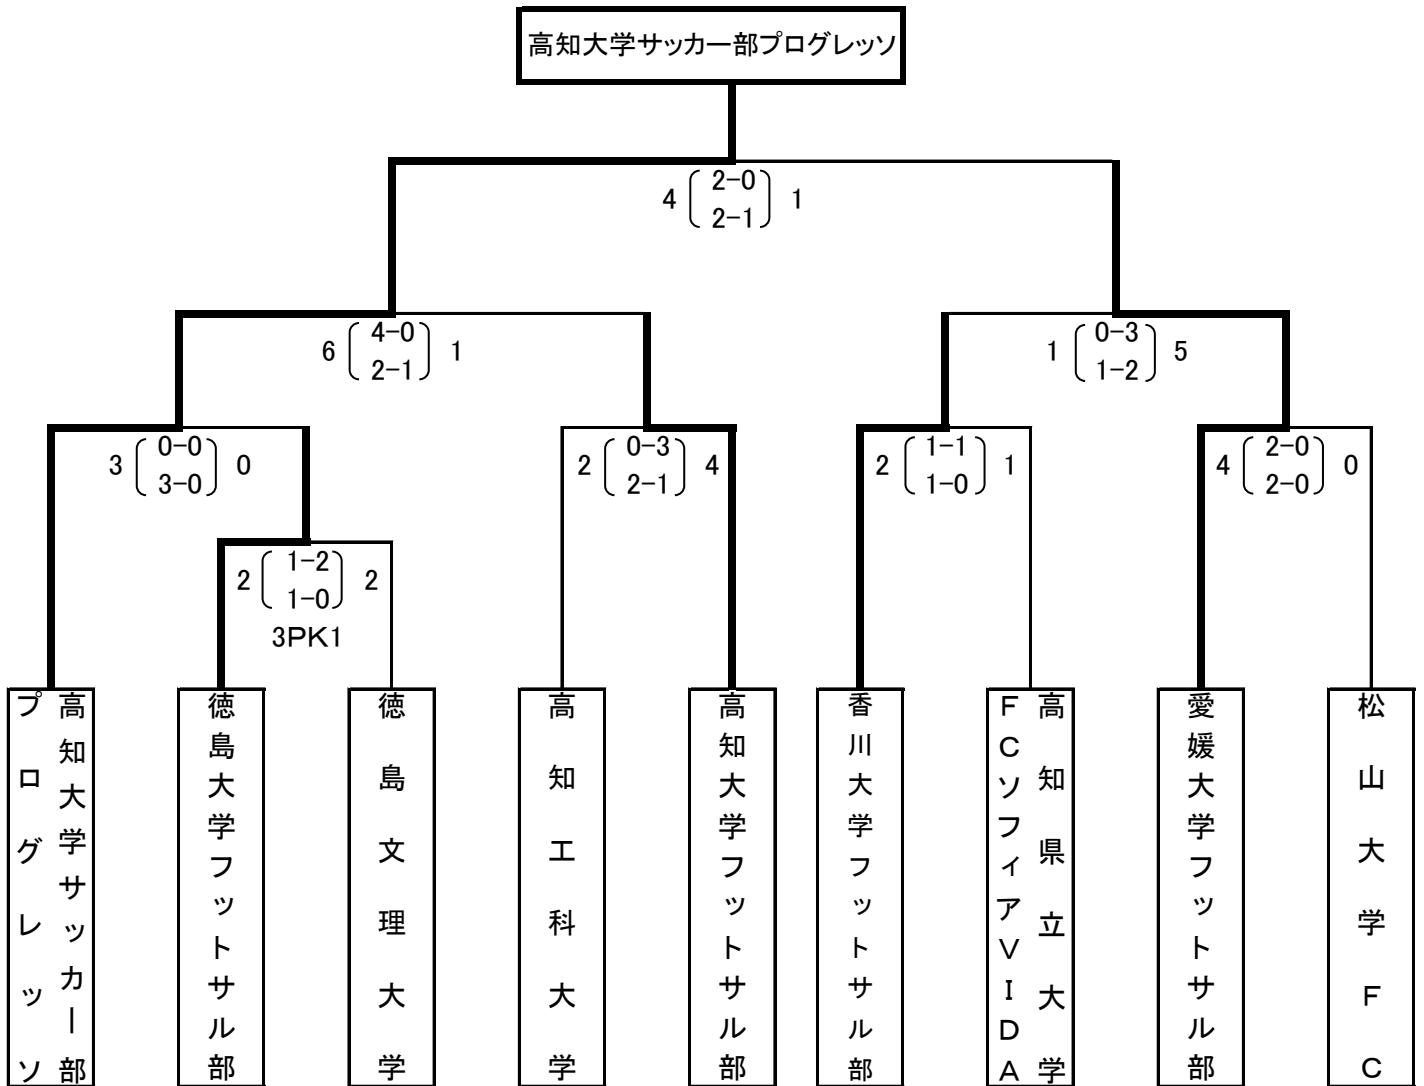 高知大学サッカー部プログレッソ
4 2-0 1
2-1
6 4-0 1
2-1
1 0-3 5
1-2
3 0-0 0
3-0
2 0-3 4
2-1
2 1-1 1
1-0
4 2-0 0
2-0
2 1-2 2
1-0
3PK1
高知大学サッカー部
プログレッソ
徳島大学フットサル部
徳島文理大学
高知工科大学
高知大学フットサル部
香川大学フットサル部
高知県立大学
FCソフィアVIDA
愛媛大学フットサル部
松山大学FC